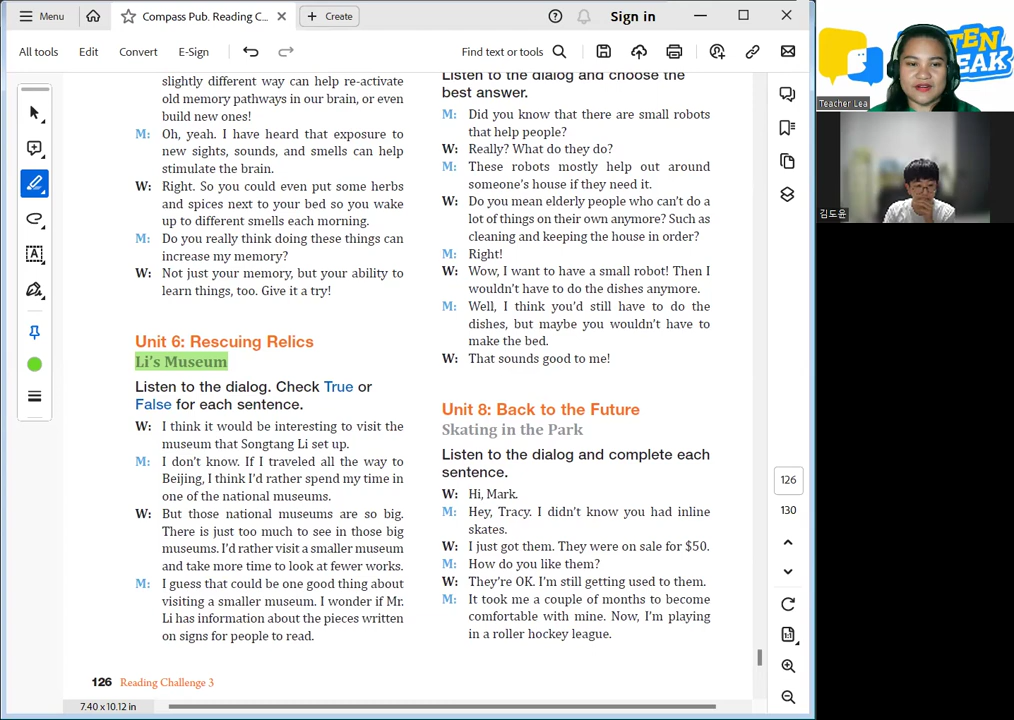 Menu
Compass Pub. Reading C...
Create
Sign in
All tools
Edit
Convert
E-Sign
Find text or tools
slightly different way can help re-activate
old memory pathways in our brain, or even
build new ones!
M: Oh, yeah. I have heard that exposure to
new sights, sounds, and smells can help
stimulate the brain.
W: Right. So you could even put some herbs
and spices next to your bed so you wake
up to different smells each morning.
M: Do you really think doing these things can
increase my memory?
W: Not just your memory, but your ability to
learn things, too. Give it a try!
Unit 6: Rescuing Relics
Li's Museum
Listen to the dialog. Check True or
False for each sentence.
W: I think it would be interesting to visit the
museum that Songtang Li set up.
M: I don't know. If I traveled all the way to
Beijing, I think I'd rather spend my time in
one of the national museums.
W: But those national museums are so big.
There is just too much to see in those big
museums. I'd rather visit a smaller museum
and take more time to look at fewer works.
M: I guess that could be one good thing about
visiting a smaller museum. I wonder if Mr.
Li has information about the pieces written
on signs for people to read.
Listen to the dialog and choose the
best answer.
M: Did you know that there are small robots
that help people?
W: Really? What do they do?
M: These robots mostly help out around
someone's house if they need it.
W: Do you mean elderly people who can't do a
lot of things on their own anymore? Such as
cleaning and keeping the house in order?
M: Right!
W: Wow, I want to have a small robot! Then I
wouldn't have to do the dishes anymore.
M: Well, I think you'd still have to do the
dishes, but maybe you wouldn't have to
make the bed.
W: That sounds good to me!
Unit 8: Back to the Future
Skating in the Park
Listen to the dialog and complete each
sentence.
W: Hi, Mark.
M: Hey, Tracy. I didn't know you had inline
skates.
W: I just got them. They were on sale for $50.
M: How do you like them?
W: They're OK. I'm still getting used to them.
M: It took me a couple of months to become
comfortable with mine. Now, I'm playing
in a roller hockey league.
126 Reading Challenge 3
7.40 x 10.12 in
126
130
Teacher Lea
김도윤